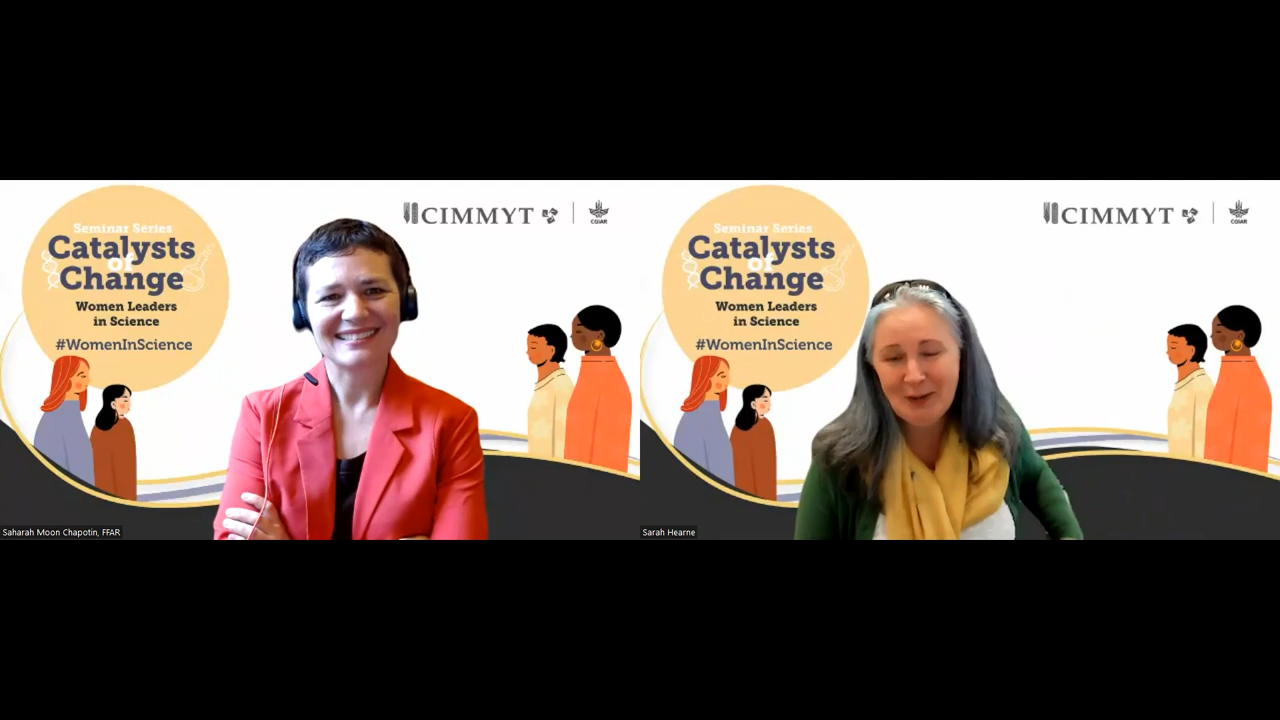 Seminar Series
Catalysts
of
Change
Women Leaders
in Science
#WomenInScience
CIMMYT
CGIAR
Saharah Moon Chapotin, FFAR
Seminar Series
Catalysts
of
Change
Women Leaders
in Science
#WomenInScience
CIMMYT
CGIAR
Sarah Hearne